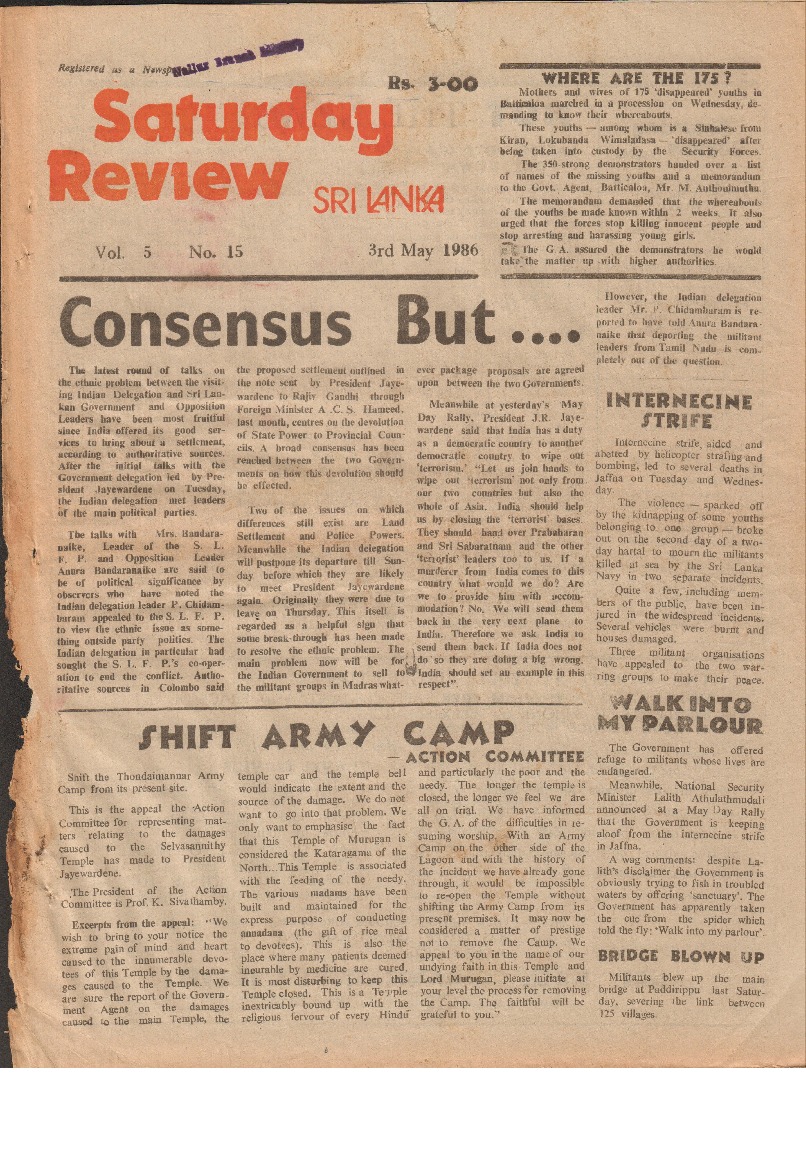 Registered as a Newsp
Nallur Branch Library
Rs. 3-00
Saturday
Review
SRI LANKA
Vol. 5 No. 15 3rd May 1986
WHERE ARE THE 175 ?
Mothers and wives of 175 'disappeared' youths in
Batticaloa marched in a procession on Wednesday, de-
manding to know their whereabouts.
These youths — among whom is a Sinhalese from
Kiran, Lokubanda Wimaladasa — 'disappeared' after
being taken into custody by the Security Forces.
The 350 strong demonstrators handed over a list
of names of the missing youths and a memorandum
to the Govt. Agent, Batticaloa, Mr. M. Anthonimuthu.
The memorandum demanded that the whereabouts
of the youths be made known within 2 weeks. It also
urged that the forces stop killing innocent people and
stop arresting and harassing young girls.
The G. A. assured the demonstrators he would
take the matter up with higher authorities.
Consensus But ....
The latest round of talks on
the ethnic problem between the visit-
ing Indian Delegation and Sri Lan-
kan Government and Opposition
Leaders have been most fruitful
since India offered its good ser-
vices to bring about a settlement,
according to authoritative sources.
After the initial talks with the
Government delegation led by Pre-
sident Jayewardene on Tuesday,
the Indian delegation met leaders
of the main political parties.
The talks with Mrs. Bandara-
naike, Leader of the S. L.
F. P. and Opposition Leader
Anura Bandaranaike are said to
be of political significance by
observers who have noted the
Indian delegation leader P. Chidam-
baram appealed to the S. L. F. P.
to view the ethnic issue as some-
thing outside party politics. The
Indian delegation in particular had
sought the S. L. F. P.'s co-oper-
ation to end the conflict. Autho-
ritative sources in Colombo said
the proposed settlement outlined in
the note sent by President Jaye-
wardene to Rajiv Gandhi through
Foreign Minister A .C. S. Hameed,
last month, centres on the devolution
of State Power to Provincial Coun-
cils. A broad consensus has been
reached between the two Govern-
ments on how this devolution should
be effected.
Two of the issues on which
differences still exist are Land
Settlement and Police Powers.
Meanwhile the Indian delegation
will postpone its departure till Sun-
day before which they are likely
to meet President Jayewardene
again. Originally they were due to
leave on Thursday. This itself is
regarded as a helpful sign that
some break-through has been made
to resolve the ethnic problem. The
main problem now will be for
the Indian Government to sell to
the militant groups in Madras what-
ever package proposals are agreed
upon between the two Governments.
Meanwhile at yesterday's May
Day Rally, President J.R. Jaye-
wardene said that India has a duty
as a democratic country to another
democratic country to wipe out
'terrorism.' "Let us join hands to
wipe out 'terrorism' not only from
our two countries but also the
whole of Asia. India should help
us by closing the 'terrorist' bases.
They should hand over Prabaharan
and Sri Sabaratnam and the other
'terrorist' leaders too to us. If a
murderer from India comes to this
country what would we do? Are
we to provide him with accom-
modation? No, We will send them
back in the very next plane to
India. Therefore we ask India to
send them back. If India does not
do so they are doing a big wrong.
India should set an example in this
respect".
However, the Indian delegation
leader Mr. P. Chidambaram is re-
ported to have told Anura Bandara-
naike that deporting the militant
leaders from Tamil Nadu is com-
pletely out of the question.
INTERNECINE
STRIFE
Internecine strife, aided and
abetted by helicopter strafing and
bombing, led to several deaths in
Jaffna on Tuesday and Wednes-
day.
The violence — sparked off
by the kidnapping of some youths
belonging to one group — broke
out on the second day of a two-
day hartal to mourn the militants
killed at sea by the Sri Lanka
Navy in two separate incidents.
Quite a few, including mem-
bers of the public, have been in-
jured in the widespread incidents.
Several vehicles were burnt and
houses damaged.
Three militant organisations
have appealed to the two war-
ring groups to make their peace.
WALK INTO
MY PARLOUR
The Government has offered
refuge to militants whose lives are
endangered.
Meanwhile, National Security
Minister Lalith Athulathmudali
announced at a May Day Rally
that the Government is keeping
aloof from the internecine strife
in Jaffna.
A wag comments: despite La-
lith's disclaimer the Government is
obviously trying to fish in troubled
waters by offering 'sanctuary'. The
Government has apparently taken
the cue from the spider which
told the fly: 'Walk into my parlour'.
BRIDGE BLOWN UP
Militants blew up the main
bridge at Paddirippu last Satur-
day, severing the link between
125 villages.
SHIFT ARMY CAMP
— ACTION COMMITTEE
Shift the Thondaimannar Army
Camp from its present site.
This is the appeal the Action
Committee for representing mat-
ters relating to the damages
caused to the Selvasannithy
Temple has made to President
Jayewardene.
The President of the Action
Committee is Prof. K. Sivathamby.
Excerpts from the appeal: "We
wish to bring to your notice the
extreme pain of mind and heart
caused to the innumerable devo-
tees of this Temple by the dama-
ges caused to the Temple. We
are sure the report of the Govern-
ment Agent on the damages
caused to the main Temple, the
temple car and the temple bell
would indicate the extent and the
source of the damage. We do not
want to go into that problem. We
only want to emphasise the fact
that this Temple of Murugan is
considered the Kataragama of the
North...This Temple is associated
with the feeding of the needy.
The various madams have been
built and maintained for the
express purpose of conducting
annadana (the gift of rice meal
to devotees). This is also the
place where many patients deemed
incurable by medicine are cured.
It is most disturbing to keep this
Temple closed. This is a Temple
inextricably bound up with the
religious fervour of every Hindu
and particularly the poor and the
needy. The longer the temple is
closed, the longer we feel we are
all on trial. We have informed
the G.A. of the difficulties in re-
suming worship. With an Army
Camp on the other side of the
Lagoon and with the history of
the incident we have already gone
through, it would be impossible
to re-open the Temple without
shifting the Army Camp from its
present premises. It may now be
considered a matter of prestige
not to remove the Camp. We
appeal to you in the name of our
undying faith in this Temple and
Lord Murugan, please initiate at
your level the process for removing
the Camp. The faithful will be
grateful to you."